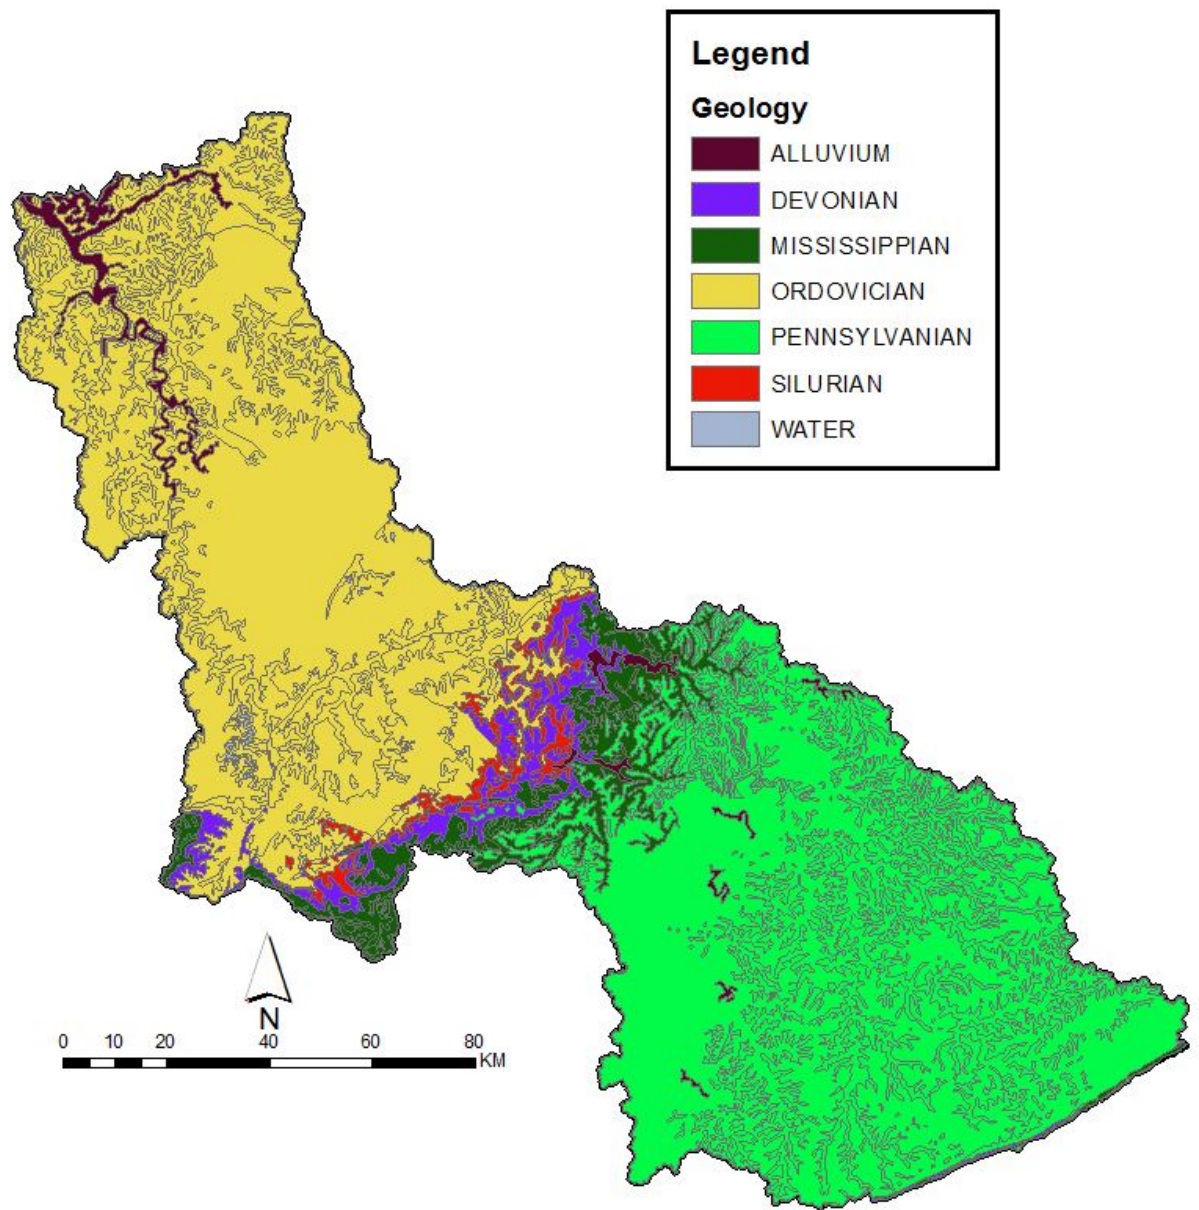 Legend
Geology
ALLUVIUM
DEVONIAN
MISSISSIPPIAN
ORDOVICIAN
PENNSYLVANIAN
SILURIAN
WATER
N
0 10 20 40 60 80
KM